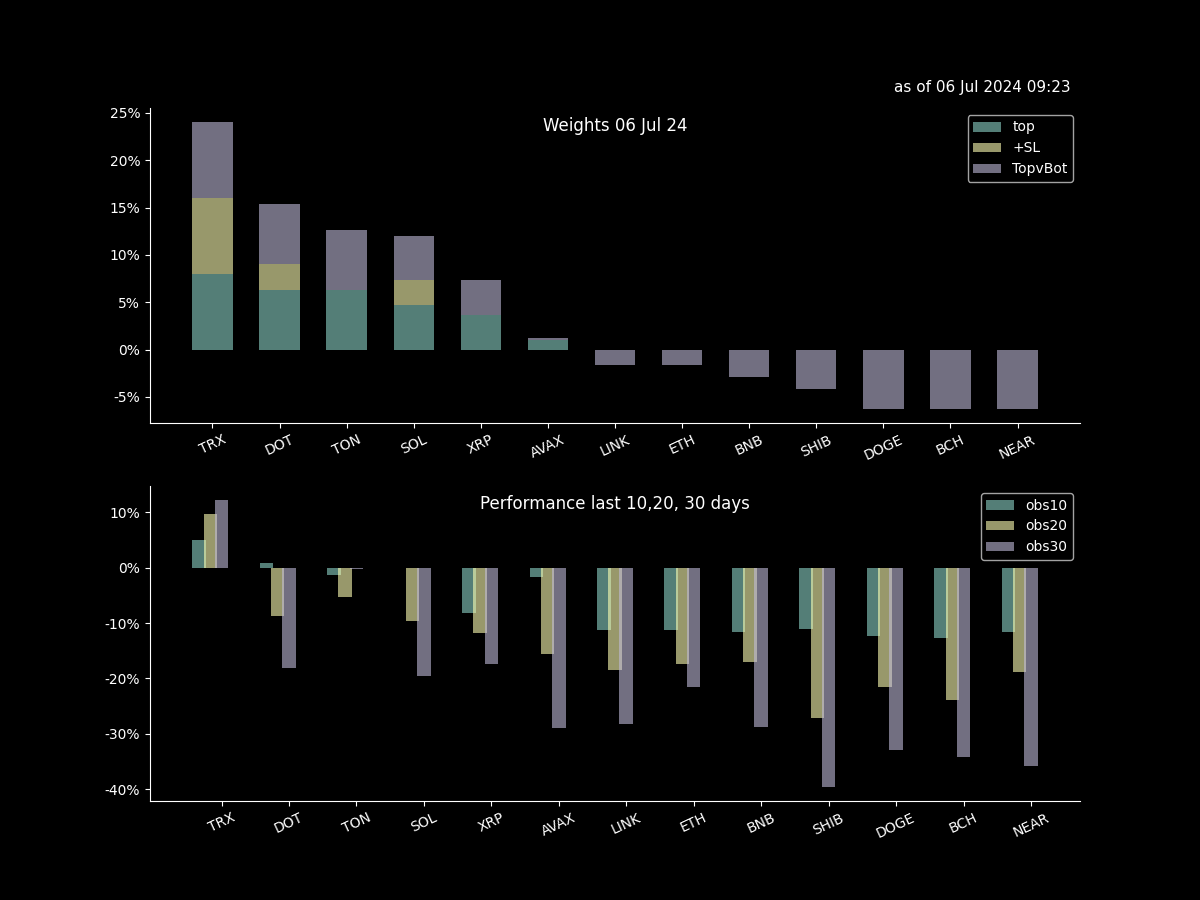 as of 06 Jul 2024 09:23
Weights 06 Jul 24
top
+SL
TopvBot
25%
20%
15%
10%
5%
0%
-5%
TRX DOT TON SOL XRP AVAX LINK ETH BNB SHIB DOGE BCH NEAR
Performance last 10,20, 30 days
obs10
obs20
obs30
10%
0%
-10%
-20%
-30%
-40%
TRX DOT TON SOL XRP AVAX LINK ETH BNB SHIB DOGE BCH NEAR